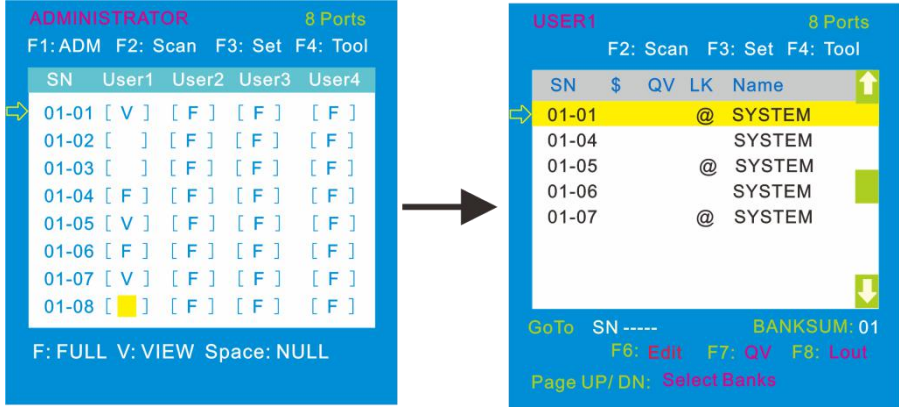 ADMINISTRATOR 8 Ports
F1: ADM F2: Scan F3: Set F4: Tool
SN User1 User2 User3 User4
01-01 [ V ] [ F ] [ F ] [ F ]
01-02 [ ] [ F ] [ F ] [ F ]
01-03 [ ] [ F ] [ F ] [ F ]
01-04 [ F ] [ F ] [ F ] [ F ]
01-05 [ V ] [ F ] [ F ] [ F ]
01-06 [ F ] [ F ] [ F ] [ F ]
01-07 [ V ] [ F ] [ F ] [ F ]
01-08 [ ] [ F ] [ F ] [ F ]
F: FULL V: VIEW Space: NULL
USER1 8 Ports
F2: Scan F3: Set F4: Tool
SN $ QV LK Name
01-01 @ SYSTEM
01-04 SYSTEM
01-05 @ SYSTEM
01-06 SYSTEM
01-07 @ SYSTEM
GoTo SN ----- BANKSUM: 01
F6: Edit F7: QV F8: Lout
Page UP/ DN: Select Banks